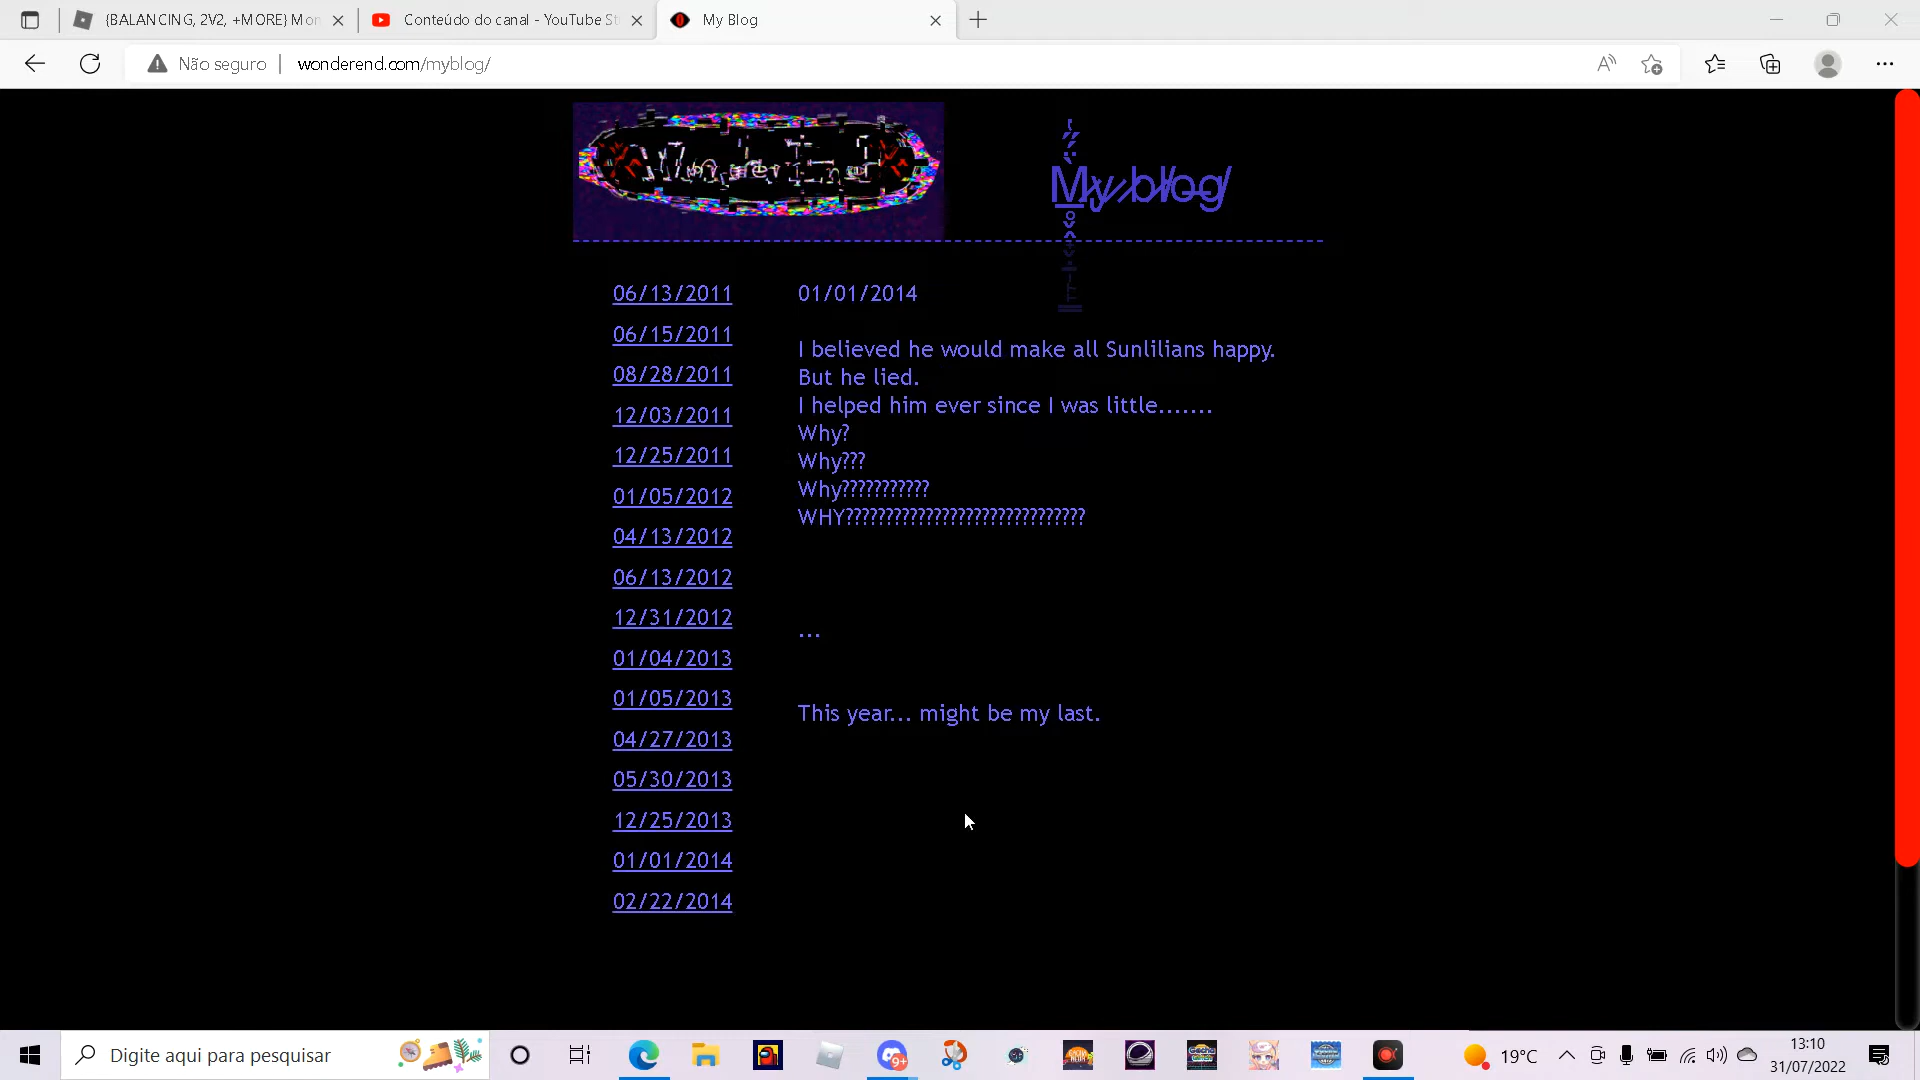 {BALANCING, 2V2, +MORE} Mon
Conteúdo do canal - YouTube St
My Blog
Não seguro
wonderend.com/myblog/
My blog
06/13/2011
06/15/2011
08/28/2011
12/03/2011
12/25/2011
01/05/2012
04/13/2012
06/13/2012
12/31/2012
01/04/2013
01/05/2013
04/27/2013
05/30/2013
12/25/2013
01/01/2014
02/22/2014
01/01/2014
I believed he would make all Sunlilians happy.
But he lied.
I helped him ever since I was little.......
Why?
Why???
Why???????????
WHY??????????????????????????????
...
This year... might be my last.
Digite aqui para pesquisar
9+
19°C
13:10
31/07/2022